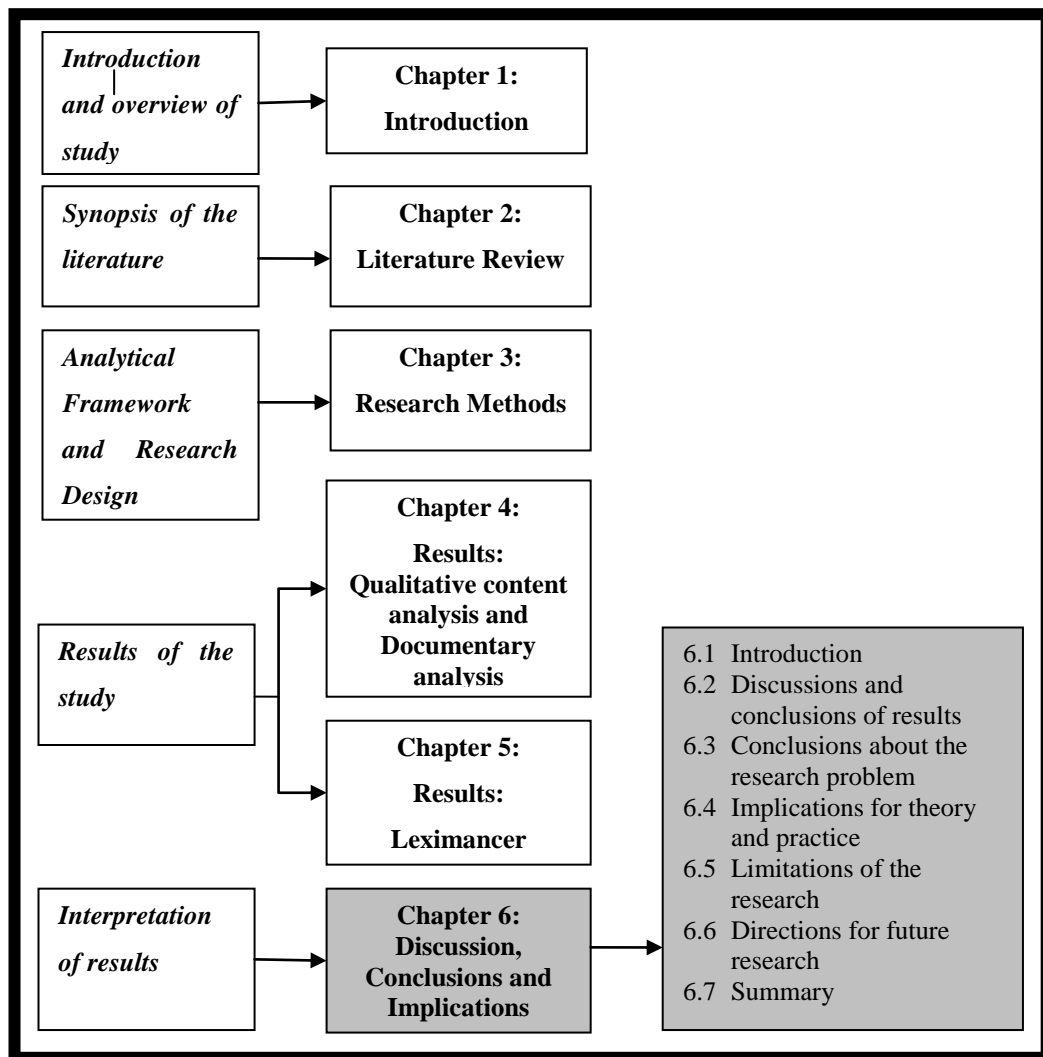 Introduction
and overview of
study
Chapter 1:
Introduction
Synopsis of the
literature
Chapter 2:
Literature Review
Analytical
Framework
and Research
Design
Chapter 3:
Research Methods
Results of the
study
Chapter 4:
Results:
Qualitative content
analysis and
Documentary
analysis
Chapter 5:
Results:
Leximancer
Interpretation
of results
Chapter 6:
Discussion,
Conclusions and
Implications
6.1 Introduction
6.2 Discussions and
conclusions of results
6.3 Conclusions about the
research problem
6.4 Implications for theory
and practice
6.5 Limitations of the
research
6.6 Directions for future
research
6.7 Summary